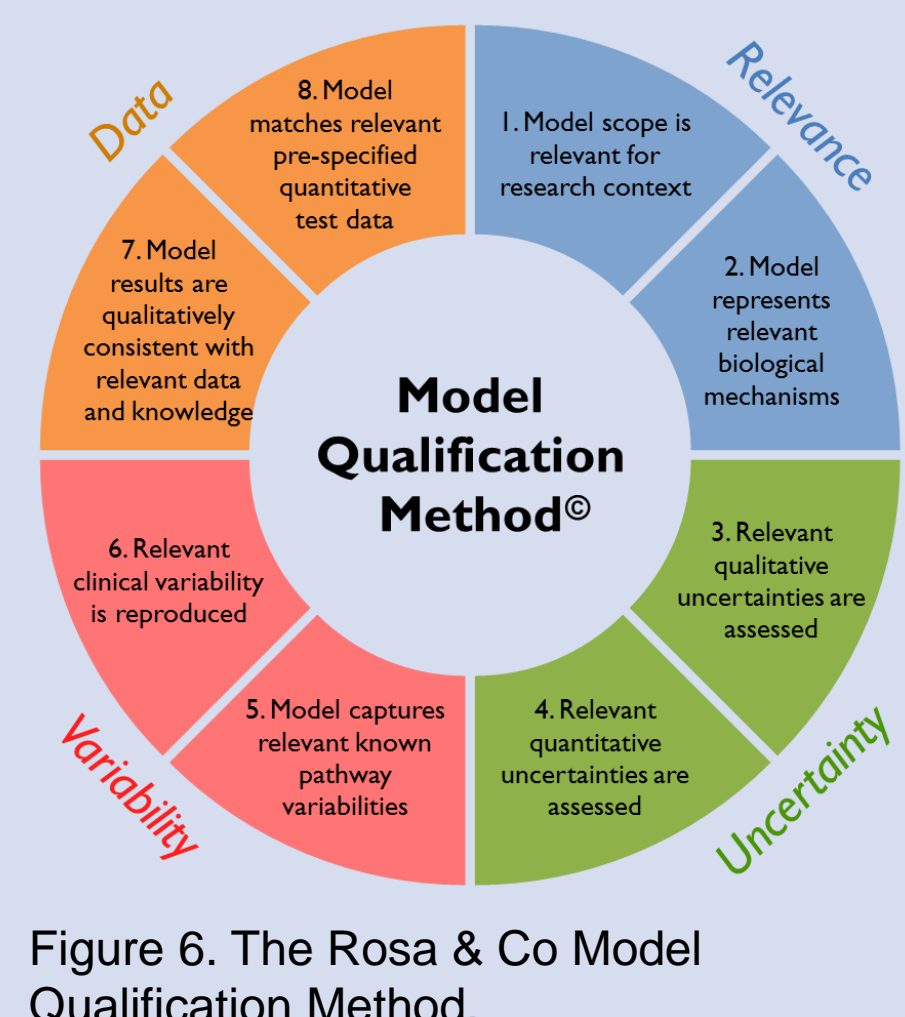 Data
Relevance
8. Model
matches relevant
pre-specified
quantitative
test data
1. Model scope is
relevant for
research context
2. Model
represents
relevant
biological
mechanisms
3. Relevant
qualitative
uncertainties are
assessed
4. Relevant
quantitative
uncertainties are
assessed
5. Model captures
relevant known
pathway
variabilities
6. Relevant
clinical variability
is reproduced
7. Model
results are
qualitatively
consistent with
relevant data
and knowledge
Model
Qualification
Method©
Variability
Uncertainty
Figure 6. The Rosa & Co Model
Qualification Method.